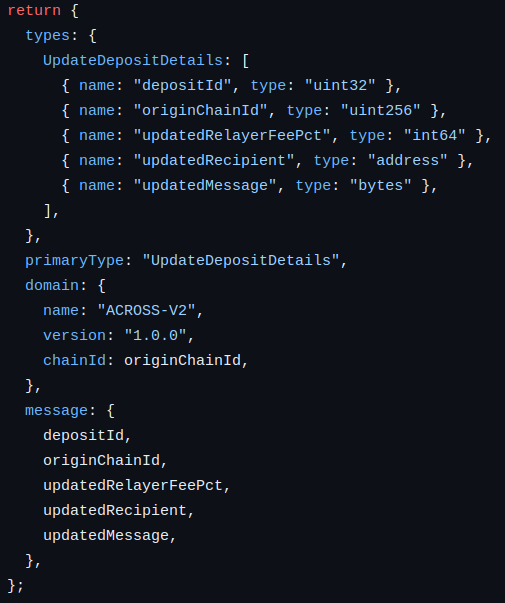 return {
  types: {
    UpdateDepositDetails: [
      { name: "depositId", type: "uint32" },
      { name: "originChainId", type: "uint256" },
      { name: "updatedRelayerFeePct", type: "int64" },
      { name: "updatedRecipient", type: "address" },
      { name: "updatedMessage", type: "bytes" },
    ],
  },
  primaryType: "UpdateDepositDetails",
  domain: {
    name: "ACROSS-V2",
    version: "1.0.0",
    chainId: originChainId,
  },
  message: {
    depositId,
    originChainId,
    updatedRelayerFeePct,
    updatedRecipient,
    updatedMessage,
  },
};